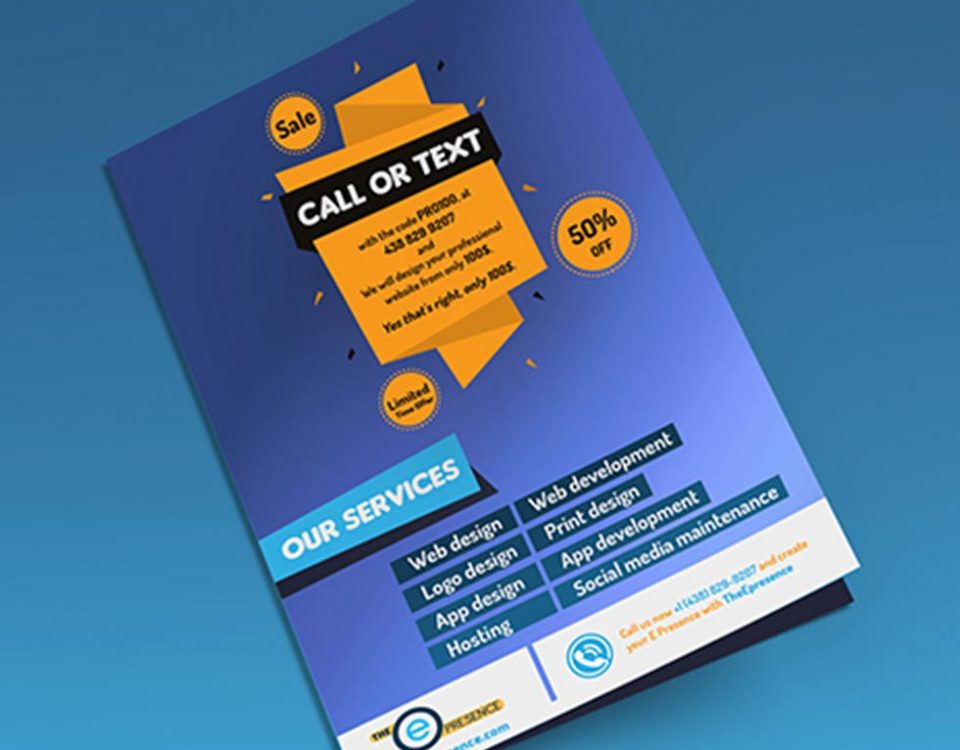 Sale
CALL OR TEXT
with the code PRO100, at
438 829 9207
and
We will design your professional
website from only 100$.
Yes that's right, only 100$.
50%
OFF
Limited
Time Offer
OUR SERVICES
Web design
Web development
Logo design
Print design
App design
App development
Hosting
Social media maintenance
Call us now +1 (438) 829-9207 and create
your E Presence with TheEpresence
THE e PRESENCE
sence.com